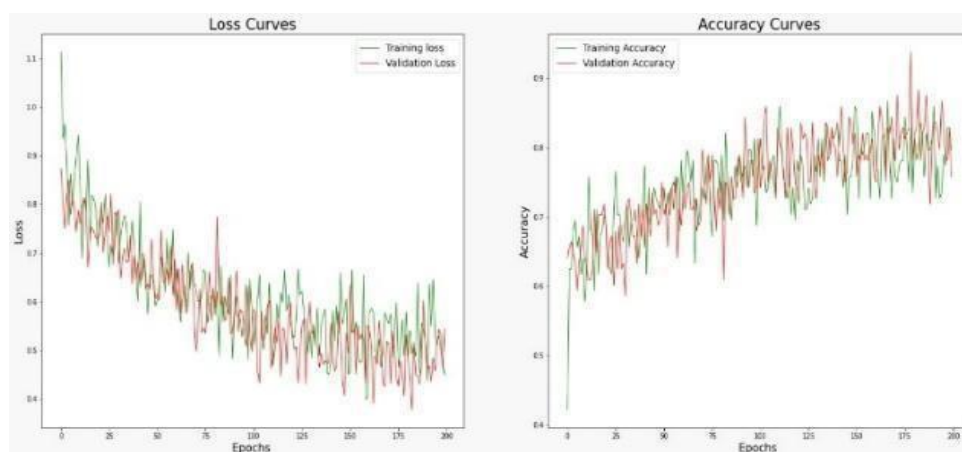 Loss Curves
Training loss
Validation Loss
1.1
1.0
0.9
0.8
0.7
0.6
0.5
0.4
Loss
0 25 50 75 100 125 150 175 200
Epochs
Accuracy Curves
Training Accuracy
Validation Accuracy
0.9
0.8
0.7
0.6
0.5
0.4
Accuracy
0 25 50 75 100 125 150 175 200
Epochs